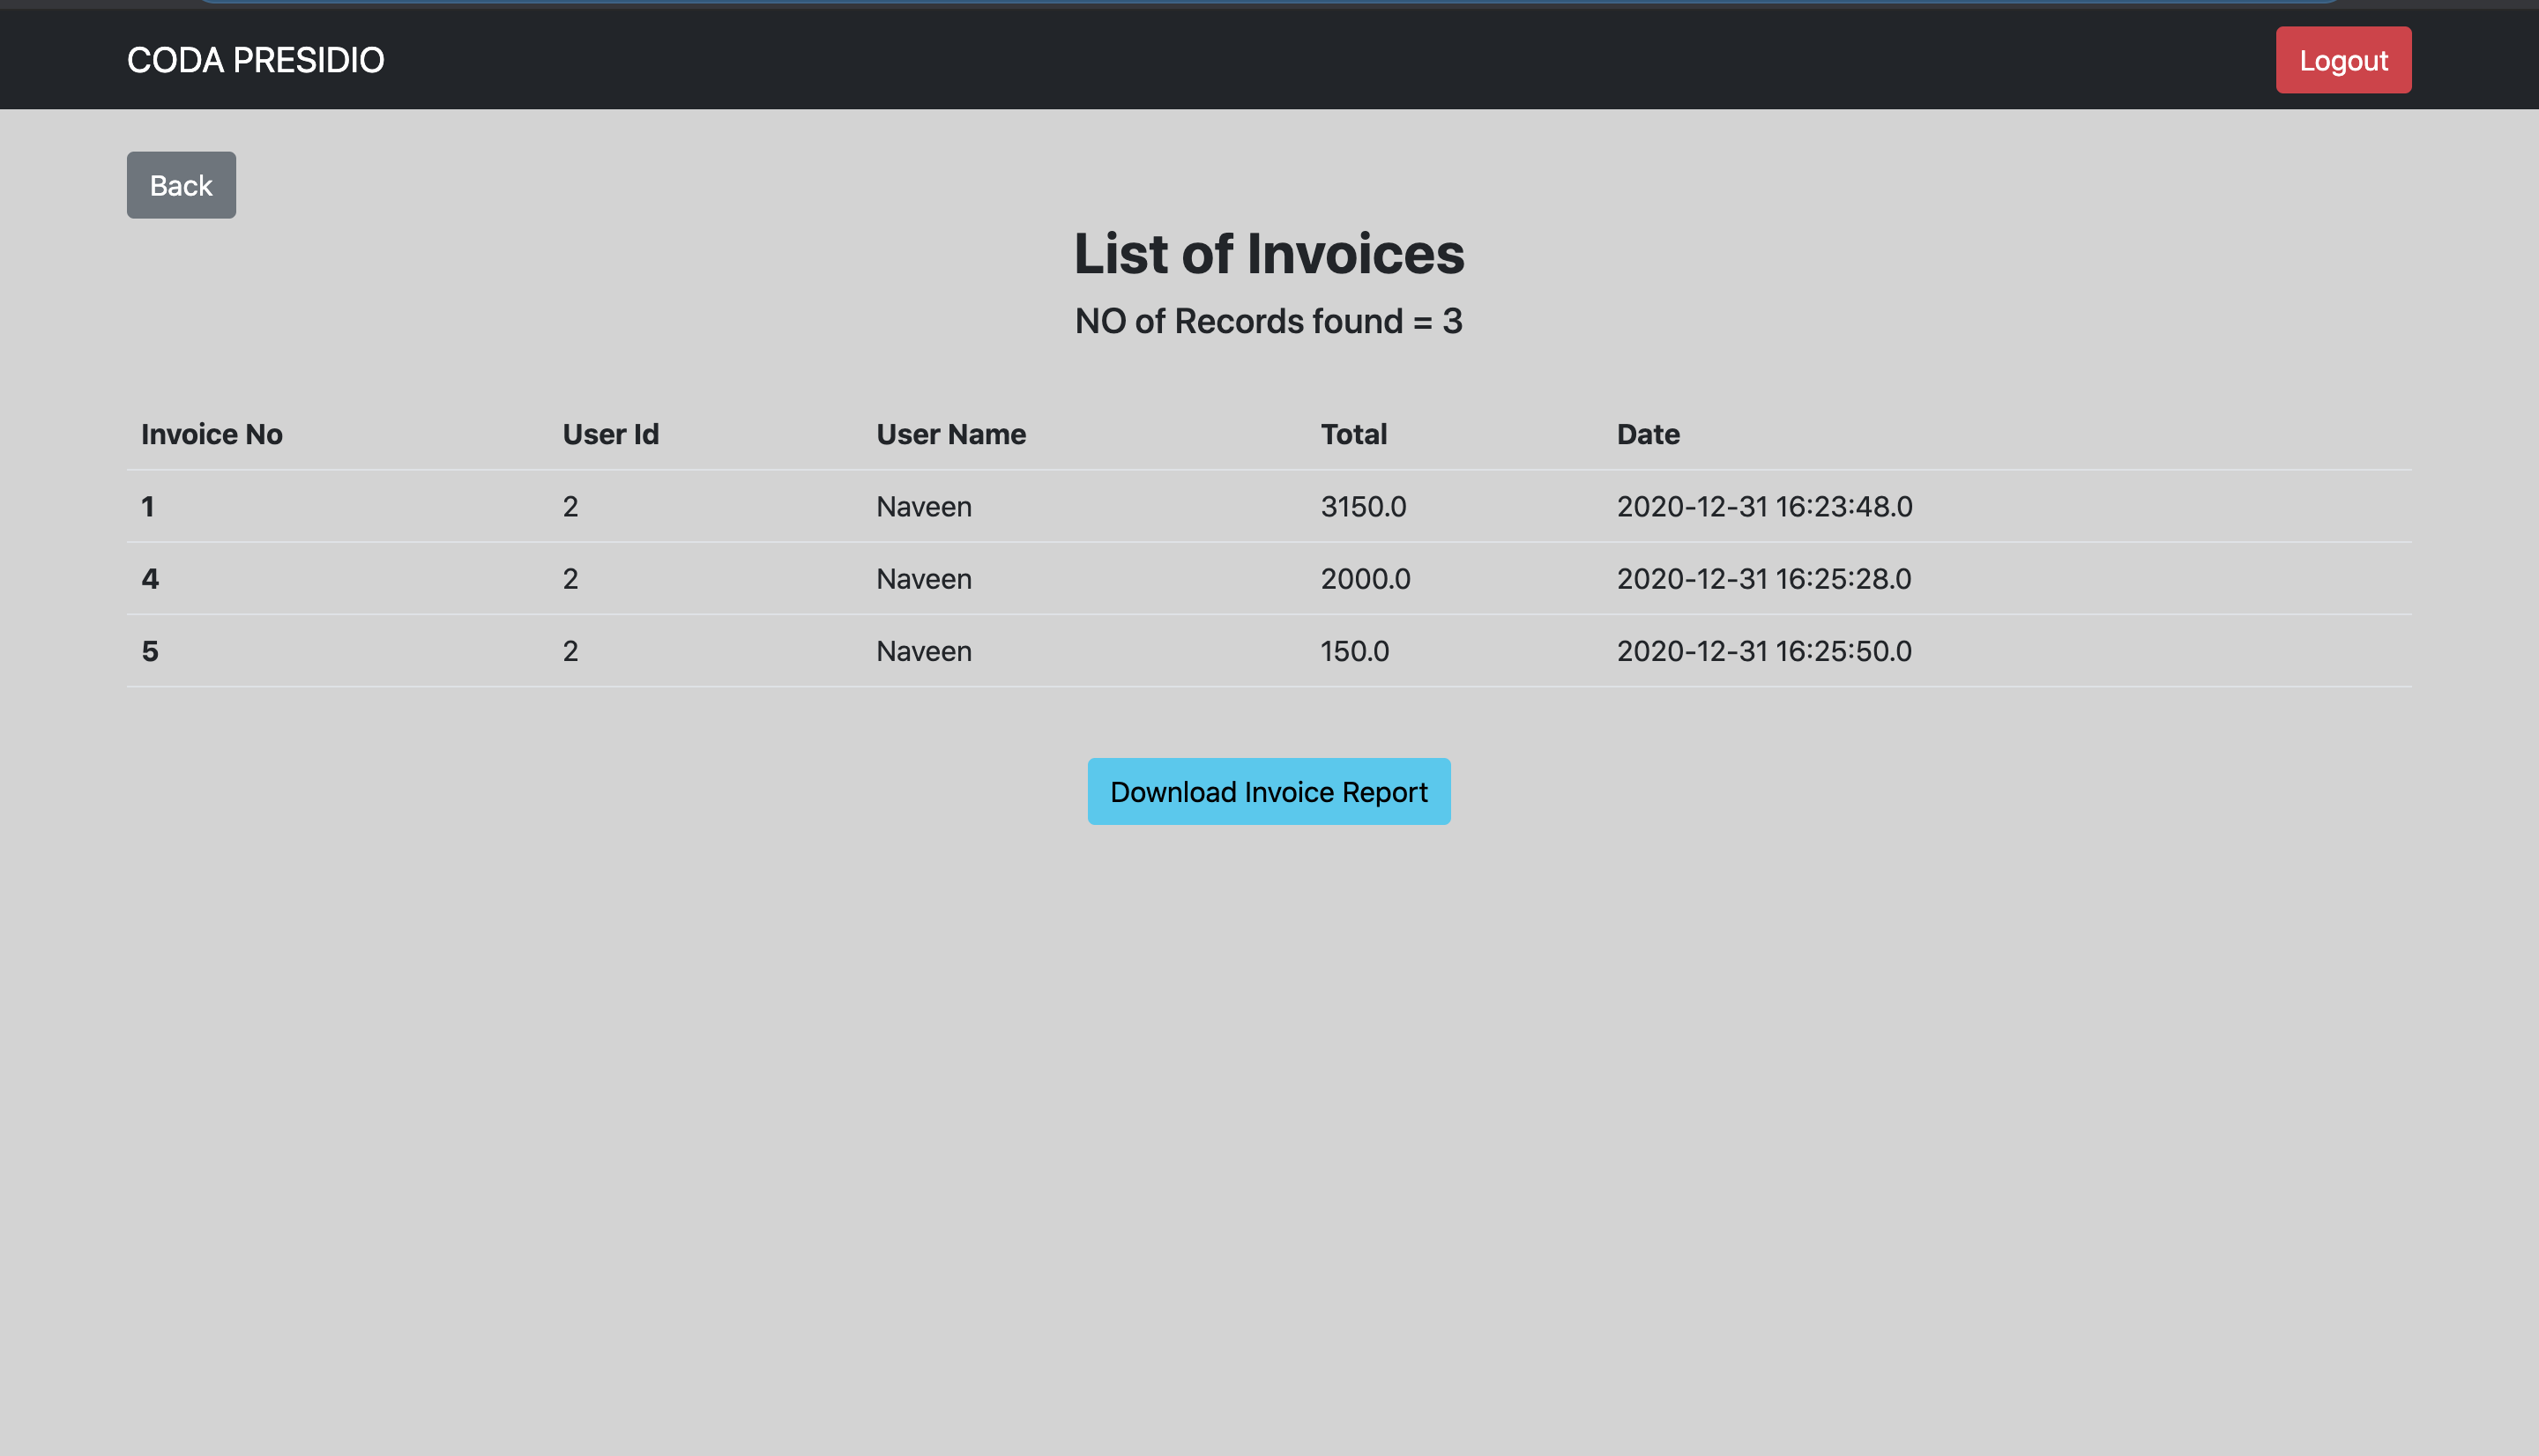 CODA PRESIDIO Logout
Back
List of Invoices
NO of Records found = 3
Invoice No User Id User Name Total Date
1 2 Naveen 3150.0 2020-12-31 16:23:48.0
4 2 Naveen 2000.0 2020-12-31 16:25:28.0
5 2 Naveen 150.0 2020-12-31 16:25:50.0
Download Invoice Report